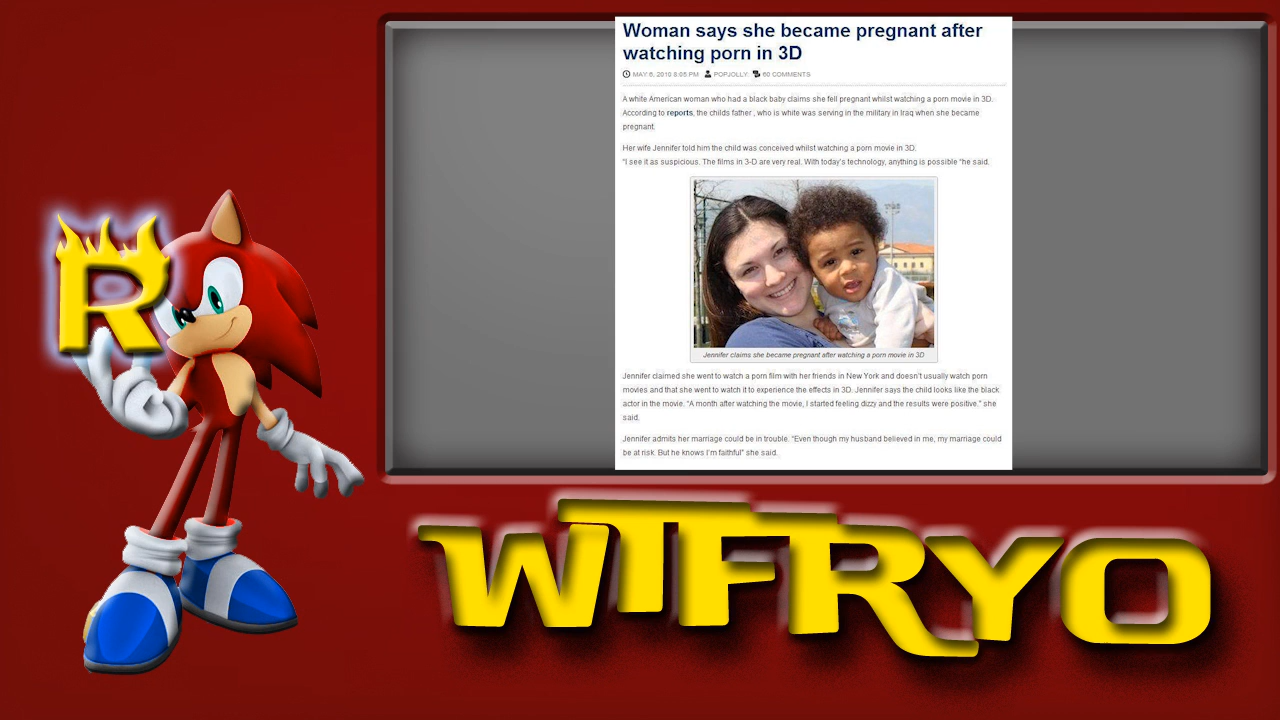 Woman says she became pregnant after
watching porn in 3D
MAY 6, 2010 8:05 PM POPJOLLY 60 COMMENTS
A white American woman who had a black baby claims she fell pregnant whilst watching a porn movie in 3D.
According to reports, the childs father , who is white was serving in the military in Iraq when she became
pregnant.
Her wife Jennifer told him the child was conceived whilst watching a porn movie in 3D.
"I see it as suspicious. The films in 3-D are very real. With today's technology, anything is possible "he said.
Jennifer claims she became pregnant after watching a porn movie in 3D
Jennifer claimed she went to watch a porn film with her friends in New York and doesn't usually watch porn
movies and that she went to watch it to experience the effects in 3D. Jennifer says the child looks like the black
actor in the movie. "A month after watching the movie, I started feeling dizzy and the results were positive." she
said.
Jennifer admits her marriage could be in trouble. "Even though my husband believed in me, my marriage could
be at risk. But he knows I'm faithful" she said.
R
WTFRYO